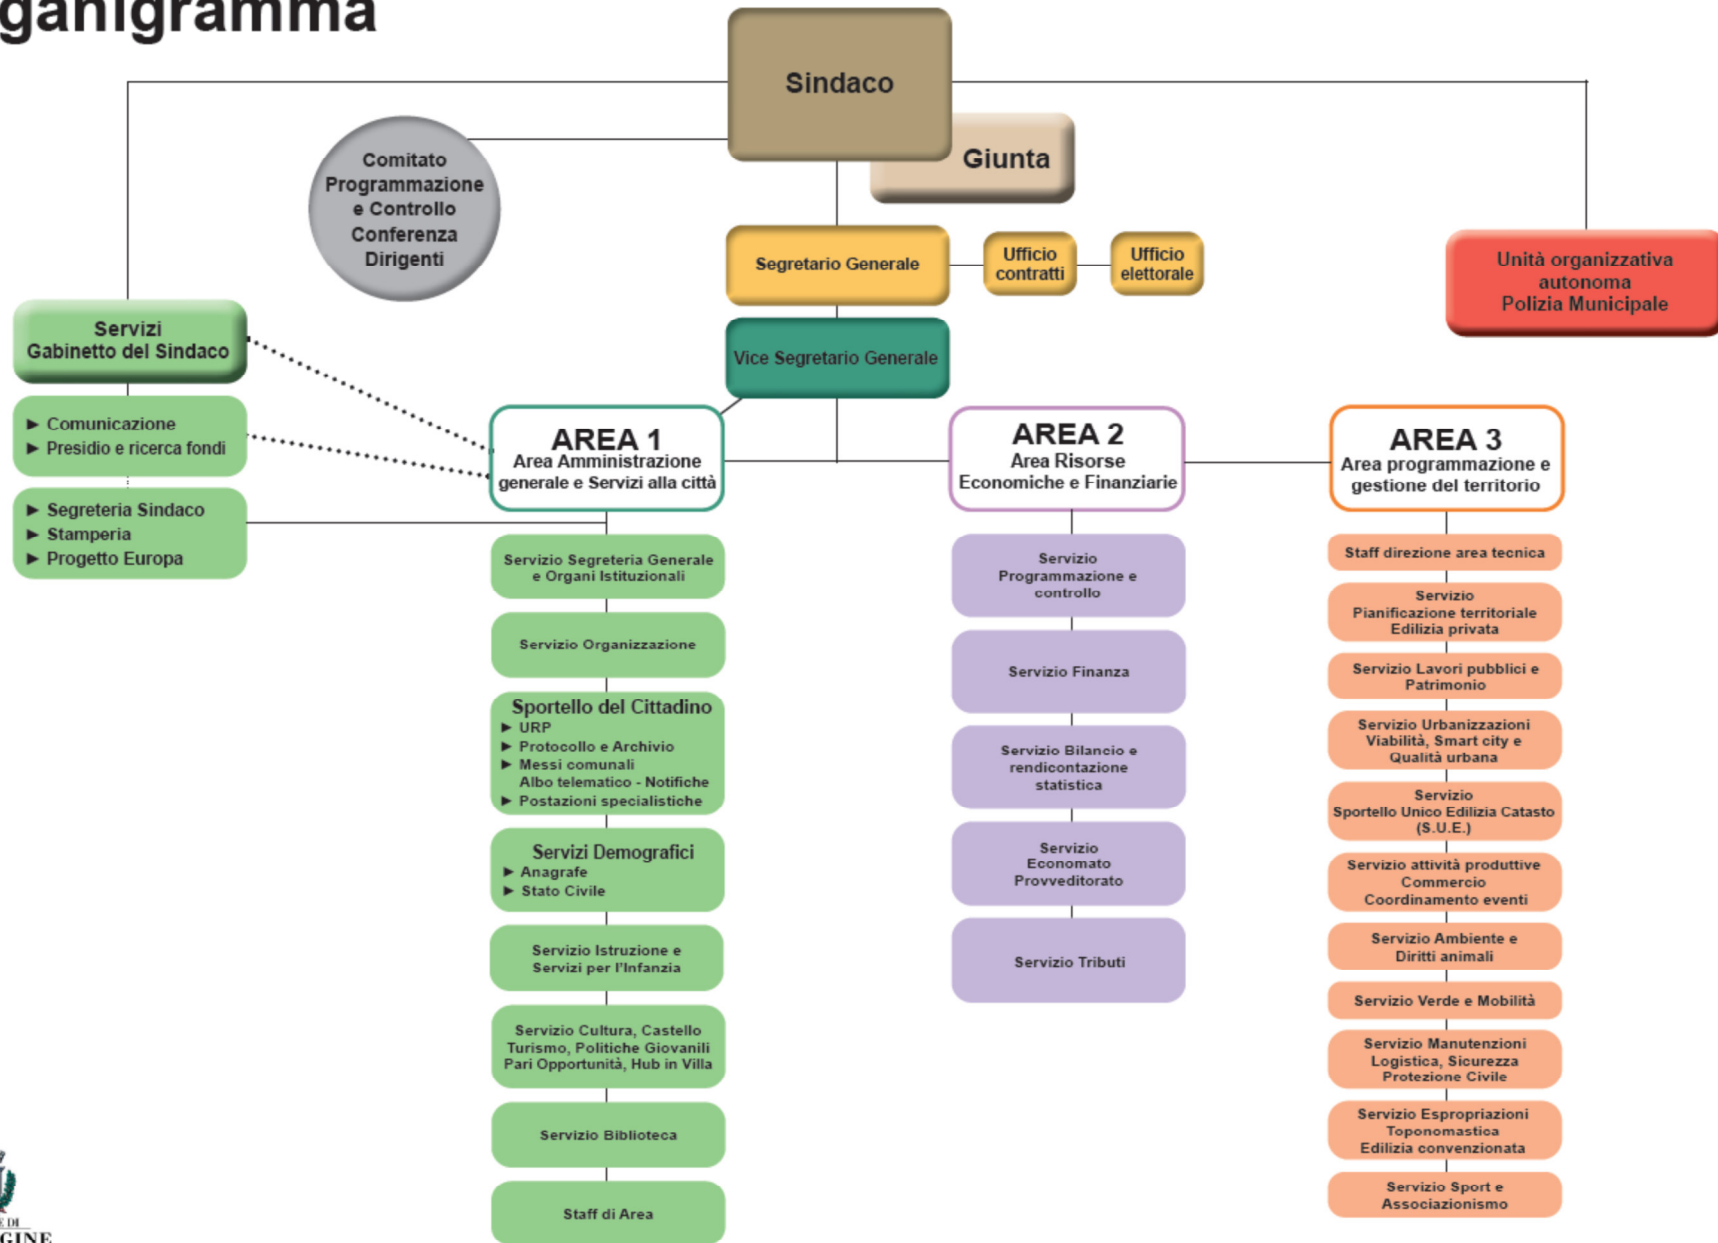 ganigramma
Sindaco
Giunta
Comitato
Programmazione
e Controllo
Conferenza
Dirigenti
Segretario Generale
Ufficio
contratti
Ufficio
elettorale
Unità organizzativa
autonoma
Polizia Municipale
Servizi
Gabinetto del Sindaco
Vice Segretario Generale
► Comunicazione
► Presidio e ricerca fondi
► Segreteria Sindaco
► Stamperia
► Progetto Europa
AREA 1
Area Amministrazione
generale e Servizi alla città
Servizio Segreteria Generale
e Organi Istituzionali
Servizio Organizzazione
Sportello del Cittadino
► URP
► Protocollo e Archivio
► Messi comunali
Albo telematico - Notifiche
► Postazioni specialistiche
Servizi Demografici
► Anagrafe
► Stato Civile
Servizio Istruzione e
Servizi per l'Infanzia
Servizio Cultura, Castello
Turismo, Politiche Giovanili
Pari Opportunità, Hub in Villa
Servizio Biblioteca
Staff di Area
AREA 2
Area Risorse
Economiche e Finanziarie
Servizio
Programmazione e
controllo
Servizio Finanza
Servizio Bilancio e
rendicontazione
statistica
Servizio
Economato
Provveditorato
Servizio Tributi
AREA 3
Area programmazione e
gestione del territorio
Staff direzione area tecnica
Servizio
Pianificazione territoriale
Edilizia privata
Servizio Lavori pubblici e
Patrimonio
Servizio Urbanizzazioni
Viabilità, Smart city e
Qualità urbana
Servizio
Sportello Unico Edilizia Catasto
(S.U.E.)
Servizio attività produttive
Commercio
Coordinamento eventi
Servizio Ambiente e
Diritti animali
Servizio Verde e Mobilità
Servizio Manutenzioni
Logistica, Sicurezza
Protezione Civile
Servizio Espropriazioni
Toponomastica
Edilizia convenzionata
Servizio Sport e
Associazionismo
E DI
GINE